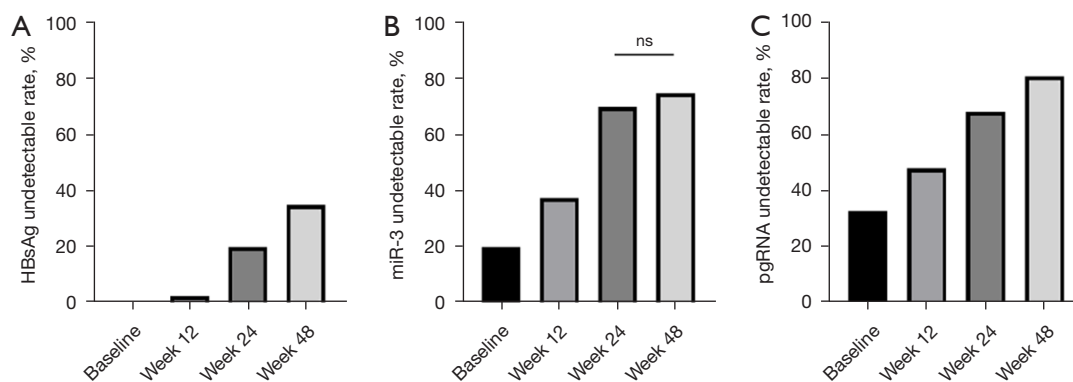 A
HBsAg undetectable rate, %
100
80
60
40
20
0
Baseline
Week 12
Week 24
Week 48
B
miR-3 undetectable rate, %
100
80
60
40
20
0
ns
Baseline
Week 12
Week 24
Week 48
C
pgRNA undetectable rate, %
100
80
60
40
20
0
Baseline
Week 12
Week 24
Week 48